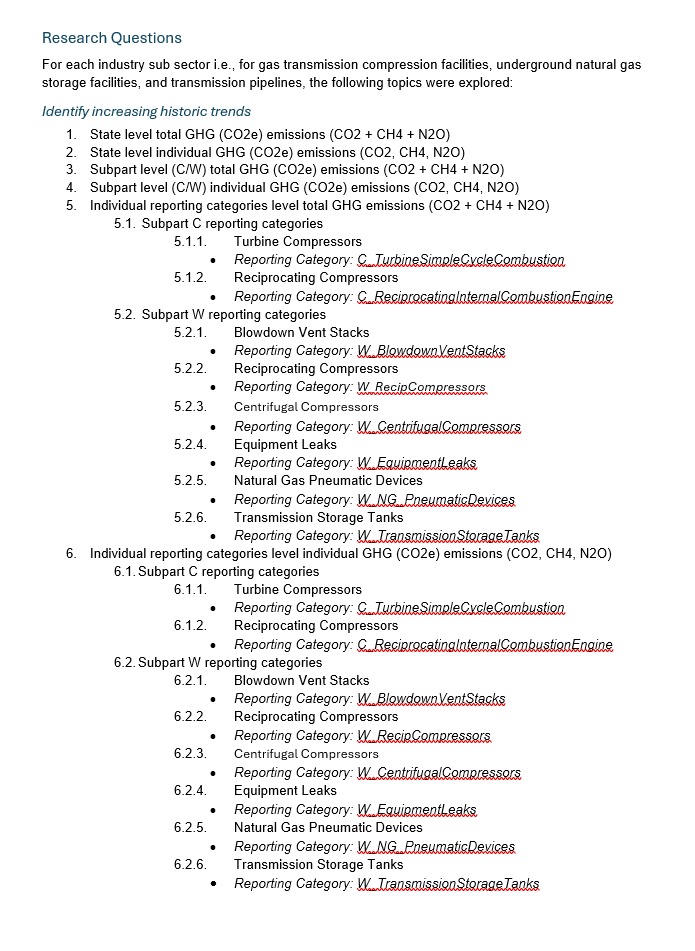 Research Questions
For each industry sub sector i.e., for gas transmission compression facilities, underground natural gas
storage facilities, and transmission pipelines, the following topics were explored:
Identify increasing historic trends
1. State level total GHG (CO2e) emissions (CO2 + CH4 + N2O)
2. State level individual GHG (CO2e) emissions (CO2, CH4, N2O)
3. Subpart level (C/W) total GHG (CO2e) emissions (CO2 + CH4 + N2O)
4. Subpart level (C/W) individual GHG (CO2e) emissions (CO2, CH4, N2O)
5. Individual reporting categories level total GHG emissions (CO2 + CH4 + N2O)
5.1. Subpart C reporting categories
5.1.1. Turbine Compressors
• Reporting Category: C_TurbineSimpleCycleCombustion
5.1.2. Reciprocating Compressors
• Reporting Category: C_ReciprocatingInternalCombustionEngine
5.2. Subpart W reporting categories
5.2.1. Blowdown Vent Stacks
• Reporting Category: W_BlowdownVentStacks
5.2.2. Reciprocating Compressors
• Reporting Category: W_RecipCompressors
5.2.3. Centrifugal Compressors
• Reporting Category: W_CentrifugalCompressors
5.2.4. Equipment Leaks
• Reporting Category: W_EquipmentLeaks
5.2.5. Natural Gas Pneumatic Devices
• Reporting Category: W_NG_PneumaticDevices
5.2.6. Transmission Storage Tanks
• Reporting Category: W_TransmissionStorageTanks
6. Individual reporting categories level individual GHG (CO2e) emissions (CO2, CH4, N2O)
6.1. Subpart C reporting categories
6.1.1. Turbine Compressors
• Reporting Category: C_TurbineSimpleCycleCombustion
6.1.2. Reciprocating Compressors
• Reporting Category: C_ReciprocatingInternalCombustionEngine
6.2. Subpart W reporting categories
6.2.1. Blowdown Vent Stacks
• Reporting Category: W_BlowdownVentStacks
6.2.2. Reciprocating Compressors
• Reporting Category: W_RecipCompressors
6.2.3. Centrifugal Compressors
• Reporting Category: W_CentrifugalCompressors
6.2.4. Equipment Leaks
• Reporting Category: W_EquipmentLeaks
6.2.5. Natural Gas Pneumatic Devices
• Reporting Category: W_NG_PneumaticDevices
6.2.6. Transmission Storage Tanks
• Reporting Category: W_TransmissionStorageTanks